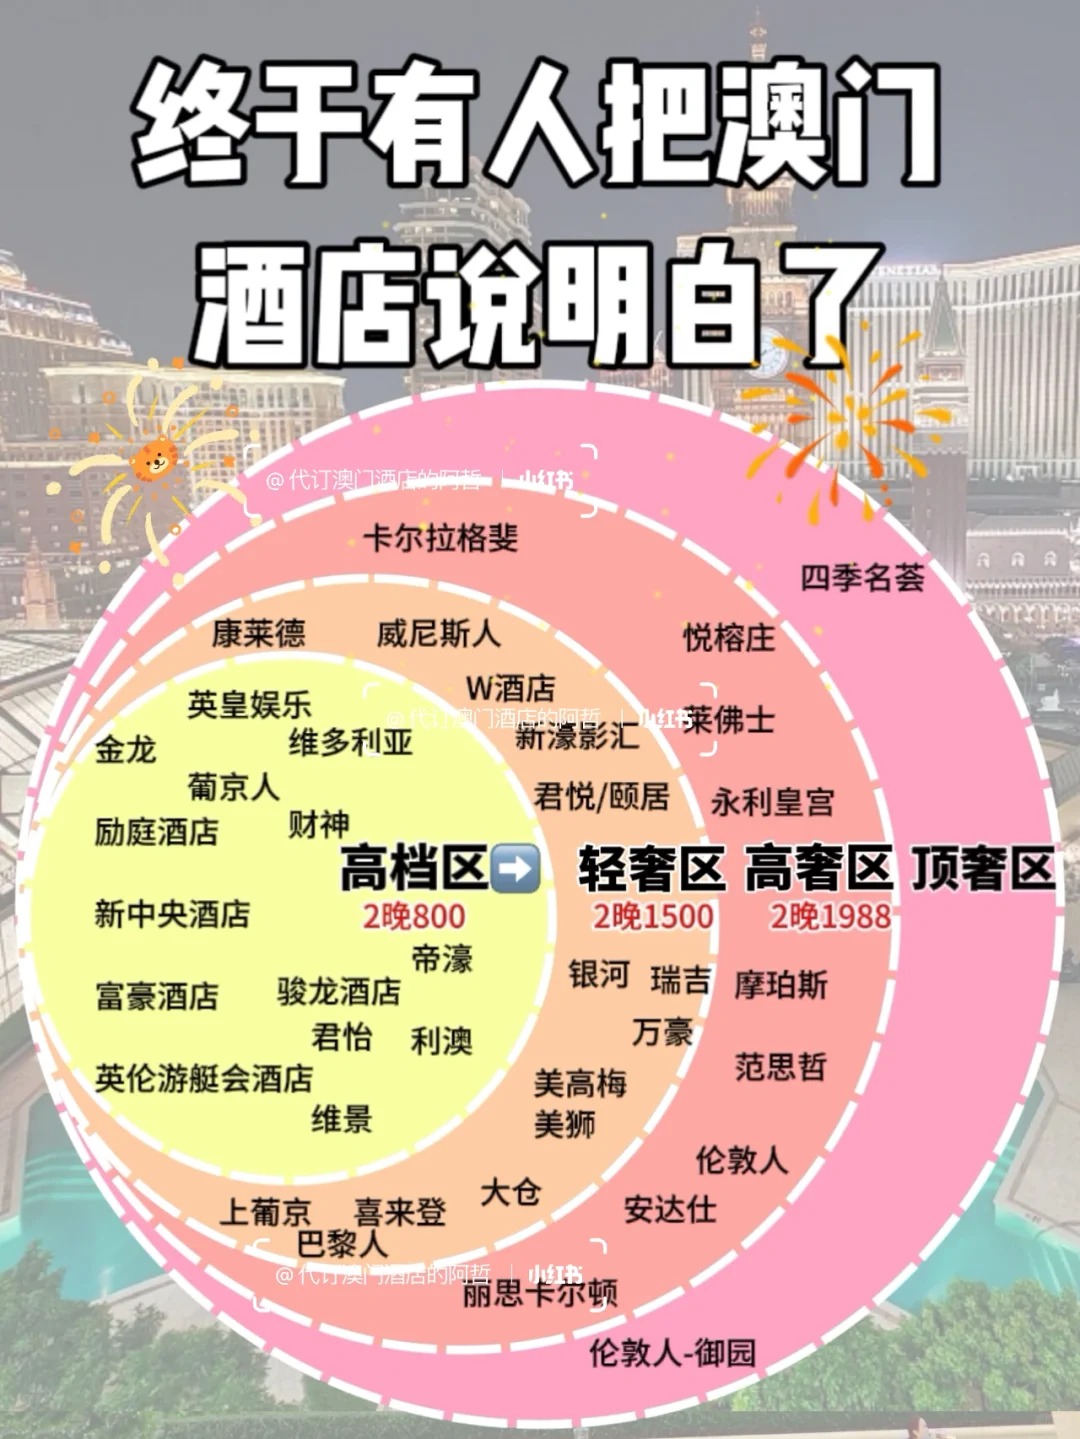 终于有人把澳门
酒店说明白了
VENETIAN
@代订澳门酒店的阿哲 | 小红书
卡尔拉格斐
四季名荟
康莱德
威尼斯人
悦榕庄
W酒店
英皇娱乐
@代订澳门酒店的阿哲 | 小红书
莱佛士
金龙
维多利亚
新濠影汇
葡京人
君悦/颐居
永利皇宫
励庭酒店
财神
高档区➡
轻奢区
高奢区
顶奢区
新中央酒店
2晚800
2晚1500
2晚1988
帝濠
银河
瑞吉
摩珀斯
富豪酒店
骏龙酒店
君怡
利澳
万豪
范思哲
英伦游艇会酒店
美高梅
维景
美狮
伦敦人
大仓
上葡京
喜来登
安达仕
巴黎人
@代订澳门酒店的阿哲 | 小红书
丽思卡尔顿
伦敦人-御园